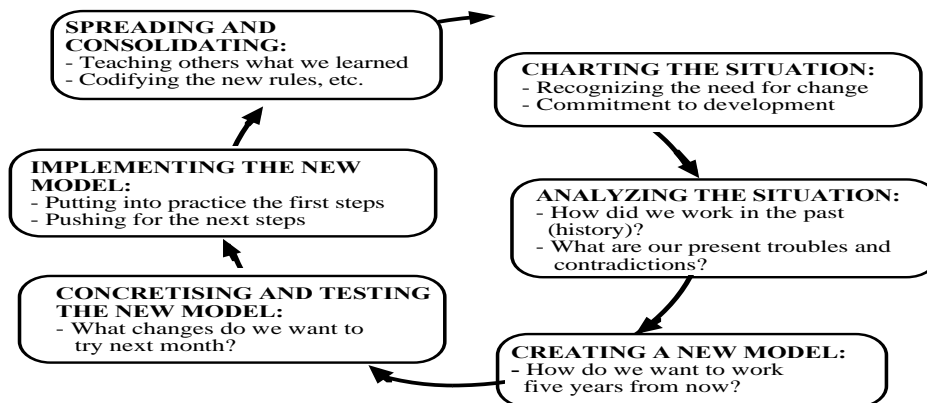 SPREADING AND
CONSOLIDATING:
- Teaching others what we learned
- Codifying the new rules, etc.
CHARTING THE SITUATION:
- Recognizing the need for change
- Commitment to development
ANALYZING THE SITUATION:
- How did we work in the past
(history)?
- What are our present troubles and
contradictions?
CREATING A NEW MODEL:
- How do we want to work
five years from now?
CONCRETISING AND TESTING
THE NEW MODEL:
- What changes do we want to
try next month?
IMPLEMENTING THE NEW
MODEL:
- Putting into practice the first steps
- Pushing for the next steps